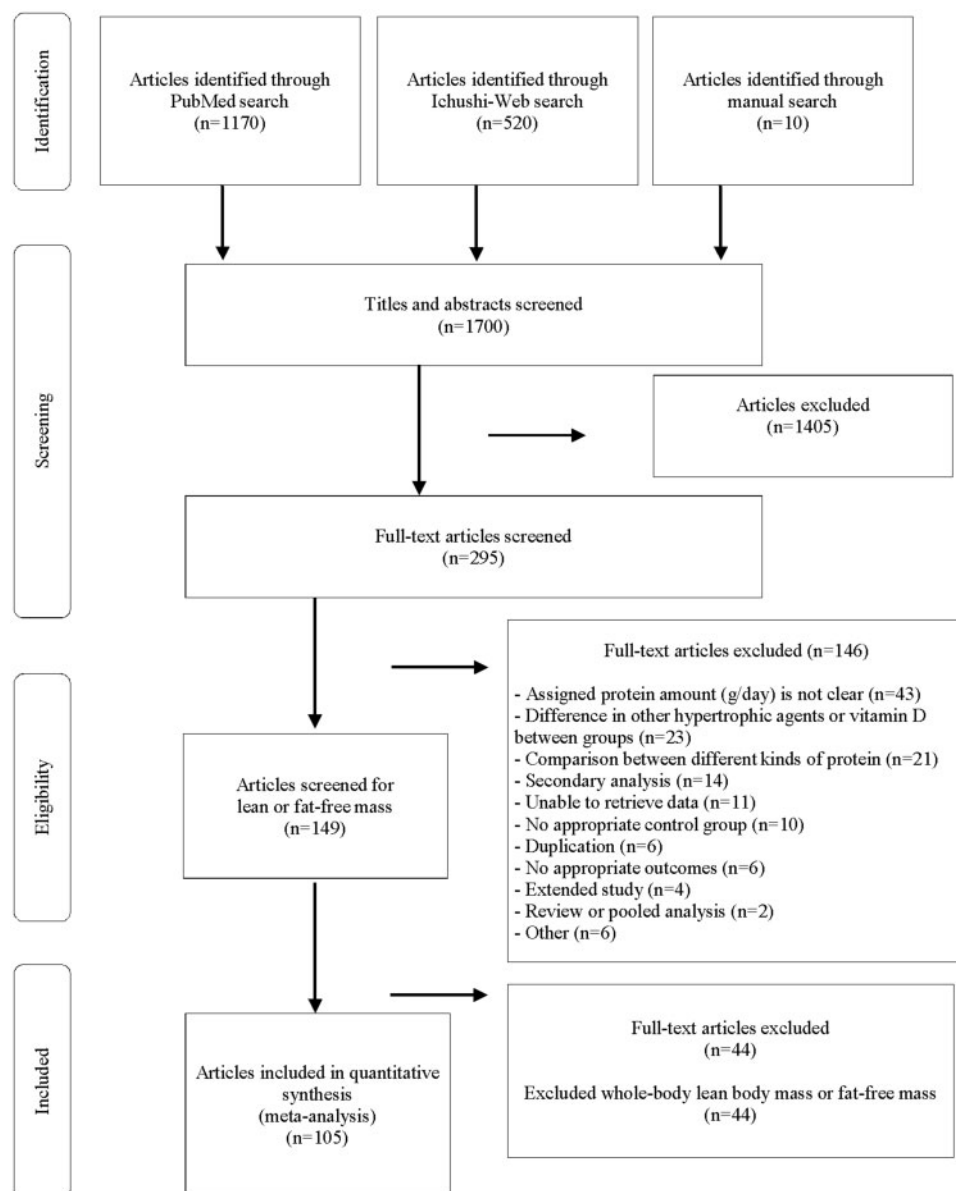 Identification
Articles identified through
PubMed search
(n=1170)
Articles identified through
Ichushi-Web search
(n=520)
Articles identified through
manual search
(n=10)
Screening
Titles and abstracts screened
(n=1700)
Articles excluded
(n=1405)
Full-text articles screened
(n=295)
Eligibility
Full-text articles excluded (n=146)
- Assigned protein amount (g/day) is not clear (n=43)
- Difference in other hypertrophic agents or vitamin D
between groups (n=23)
- Comparison between different kinds of protein (n=21)
- Secondary analysis (n=14)
- Unable to retrieve data (n=11)
- No appropriate control group (n=10)
- Duplication (n=6)
- No appropriate outcomes (n=6)
- Extended study (n=4)
- Review or pooled analysis (n=2)
- Other (n=6)
Articles screened for
lean or fat-free mass
(n=149)
Included
Full-text articles excluded
(n=44)
Excluded whole-body lean body mass or fat-free mass
(n=44)
Articles included in quantitative
synthesis
(meta-analysis)
(n=105)